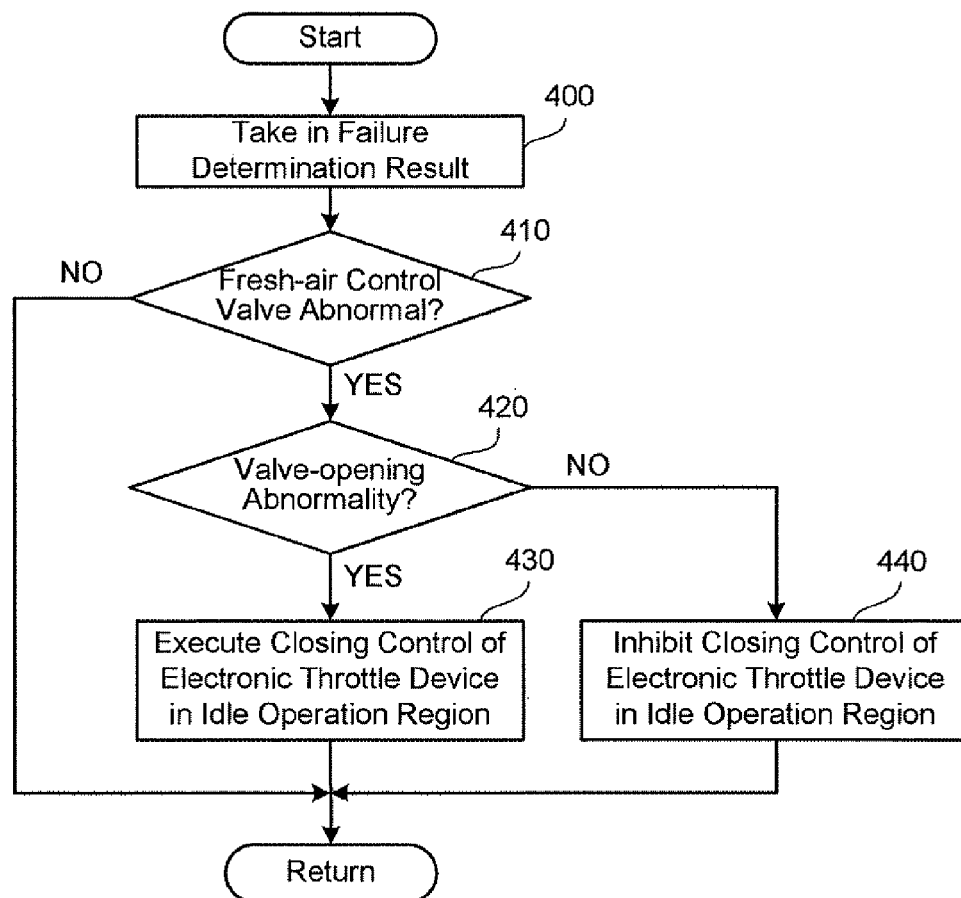 Start
400
Take in Failure
Determination Result
410
NO
Fresh-air Control
Valve Abnormal?
YES
420
Valve-opening
Abnormality?
NO
YES
430
440
Execute Closing Control of
Electronic Throttle Device
in Idle Operation Region
Inhibit Closing Control of
Electronic Throttle Device
in Idle Operation Region
Return